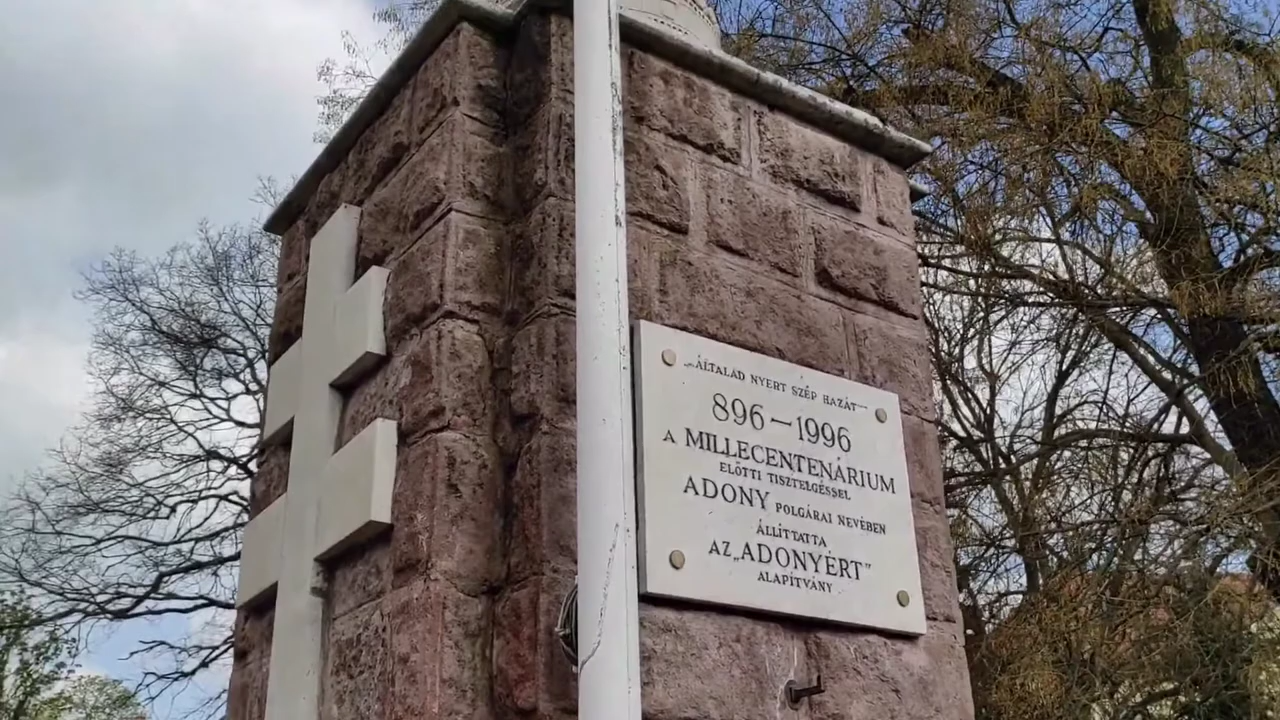 „...ÁLTALAD NYERT SZÉP HAZÁT—
896—1996
A MILLECENTENÁRIUM
ELŐTTI TISZTELGÉSSEL
ADONY POLGÁRAI NEVÉBEN
ÁLLÍTTATTA
AZ „ADONYÉRT”
ALAPÍTVÁNY